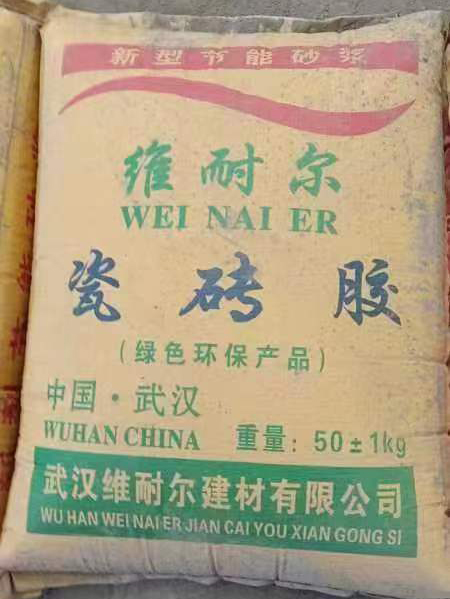 新型节能砂浆
维耐尔
WEI NAI ER
瓷砖胶
(绿色环保产品)
中国·武汉
WUHAN CHINA 重量: 50±1kg
武汉维耐尔建材有限公司
WU HAN WEI NAI ER JIAN CAI YOU XIAN GONG SI